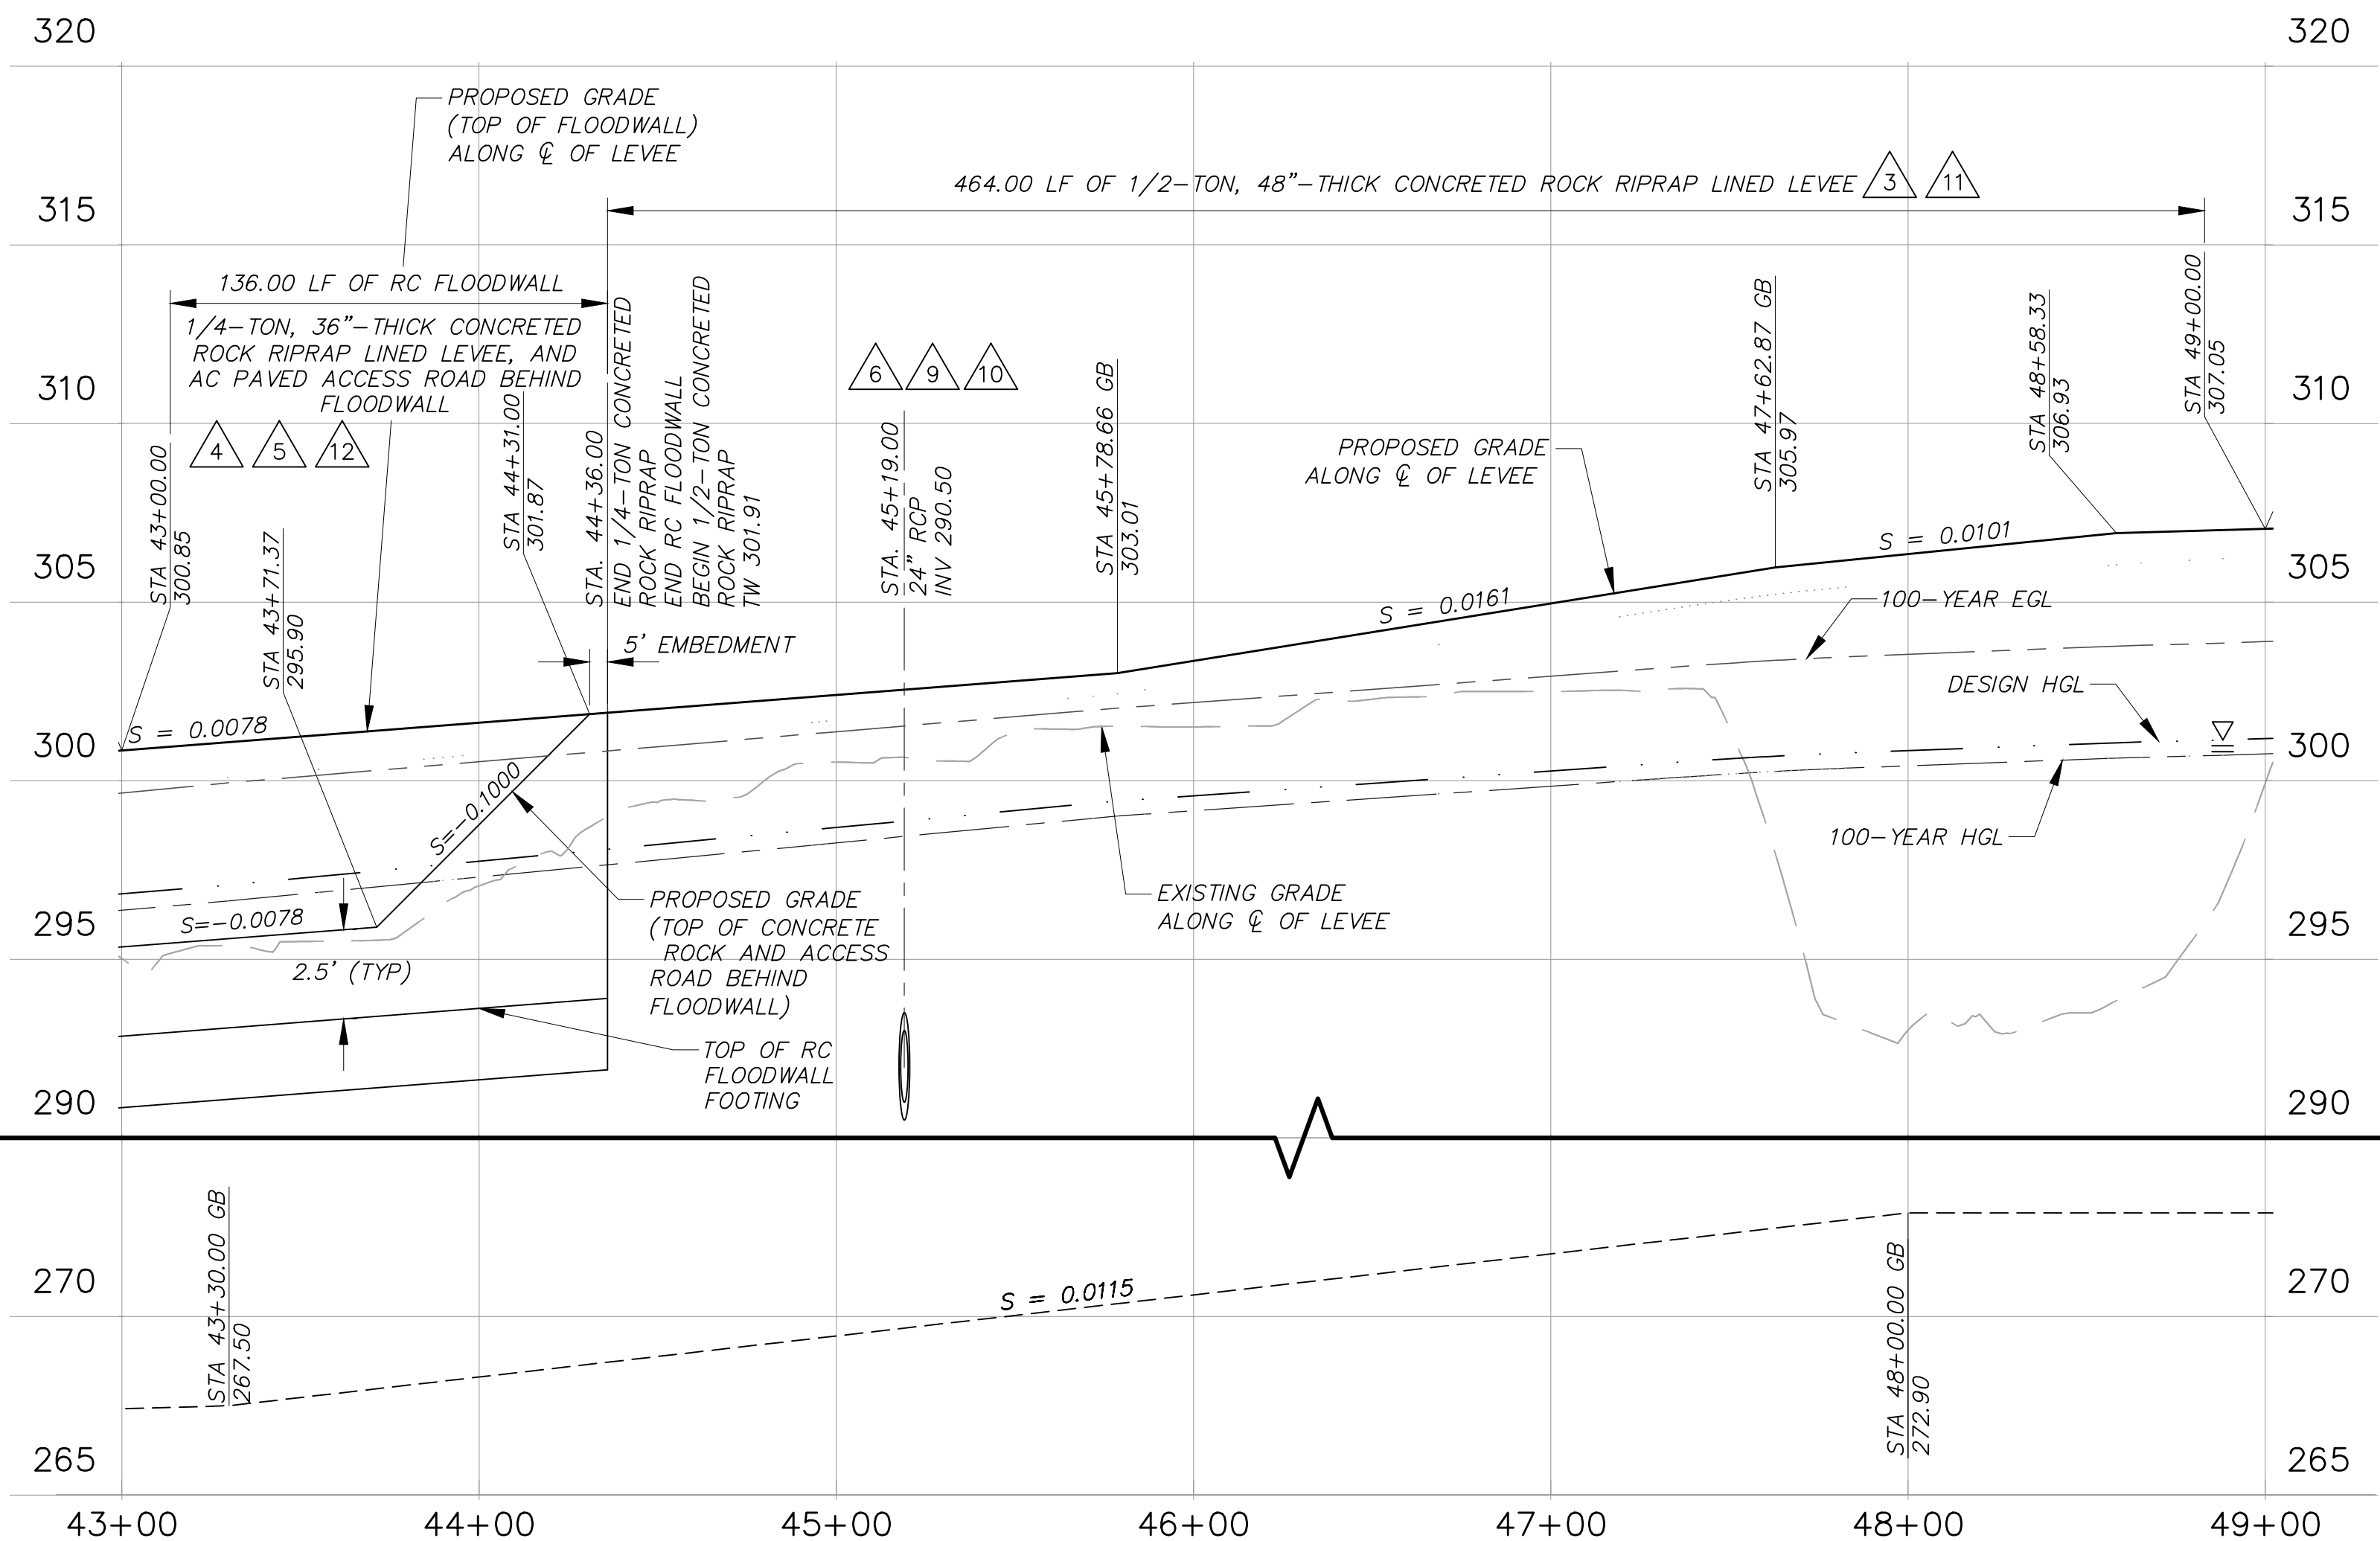 320
320
PROPOSED GRADE
(TOP OF FLOODWALL)
ALONG ℄ OF LEVEE
464.00 LF OF 1/2-TON, 48"-THICK CONCRETED ROCK RIPRAP LINED LEVEE
3
11
315
315
136.00 LF OF RC FLOODWALL
1/4-TON, 36"-THICK CONCRETED
ROCK RIPRAP LINED LEVEE, AND
AC PAVED ACCESS ROAD BEHIND
FLOODWALL
4
5
12
6
9
10
310
310
STA 43+00.00
300.85
STA 43+71.37
295.90
STA 44+31.00
301.87
STA. 44+36.00
END 1/4-TON CONCRETED
ROCK RIPRAP
END RC FLOODWALL
BEGIN 1/2-TON CONCRETED
ROCK RIPRAP
TW 301.91
STA. 45+19.00
24" RCP
INV 290.50
STA 45+78.66 GB
303.01
PROPOSED GRADE
ALONG ℄ OF LEVEE
STA 47+62.87 GB
305.97
STA 48+58.33
306.93
STA 49+00.00
307.05
305
305
S = 0.0101
S = 0.0161
100-YEAR EGL
5' EMBEDMENT
DESIGN HGL
S = 0.0078
300
300
S=-0.1000
100-YEAR HGL
PROPOSED GRADE
(TOP OF CONCRETE
ROCK AND ACCESS
ROAD BEHIND
FLOODWALL)
EXISTING GRADE
ALONG ℄ OF LEVEE
295
295
S=-0.0078
2.5' (TYP)
TOP OF RC
FLOODWALL
FOOTING
290
290
STA 43+30.00 GB
267.50
S = 0.0115
STA 48+00.00 GB
272.90
270
270
265
265
43+00
44+00
45+00
46+00
47+00
48+00
49+00